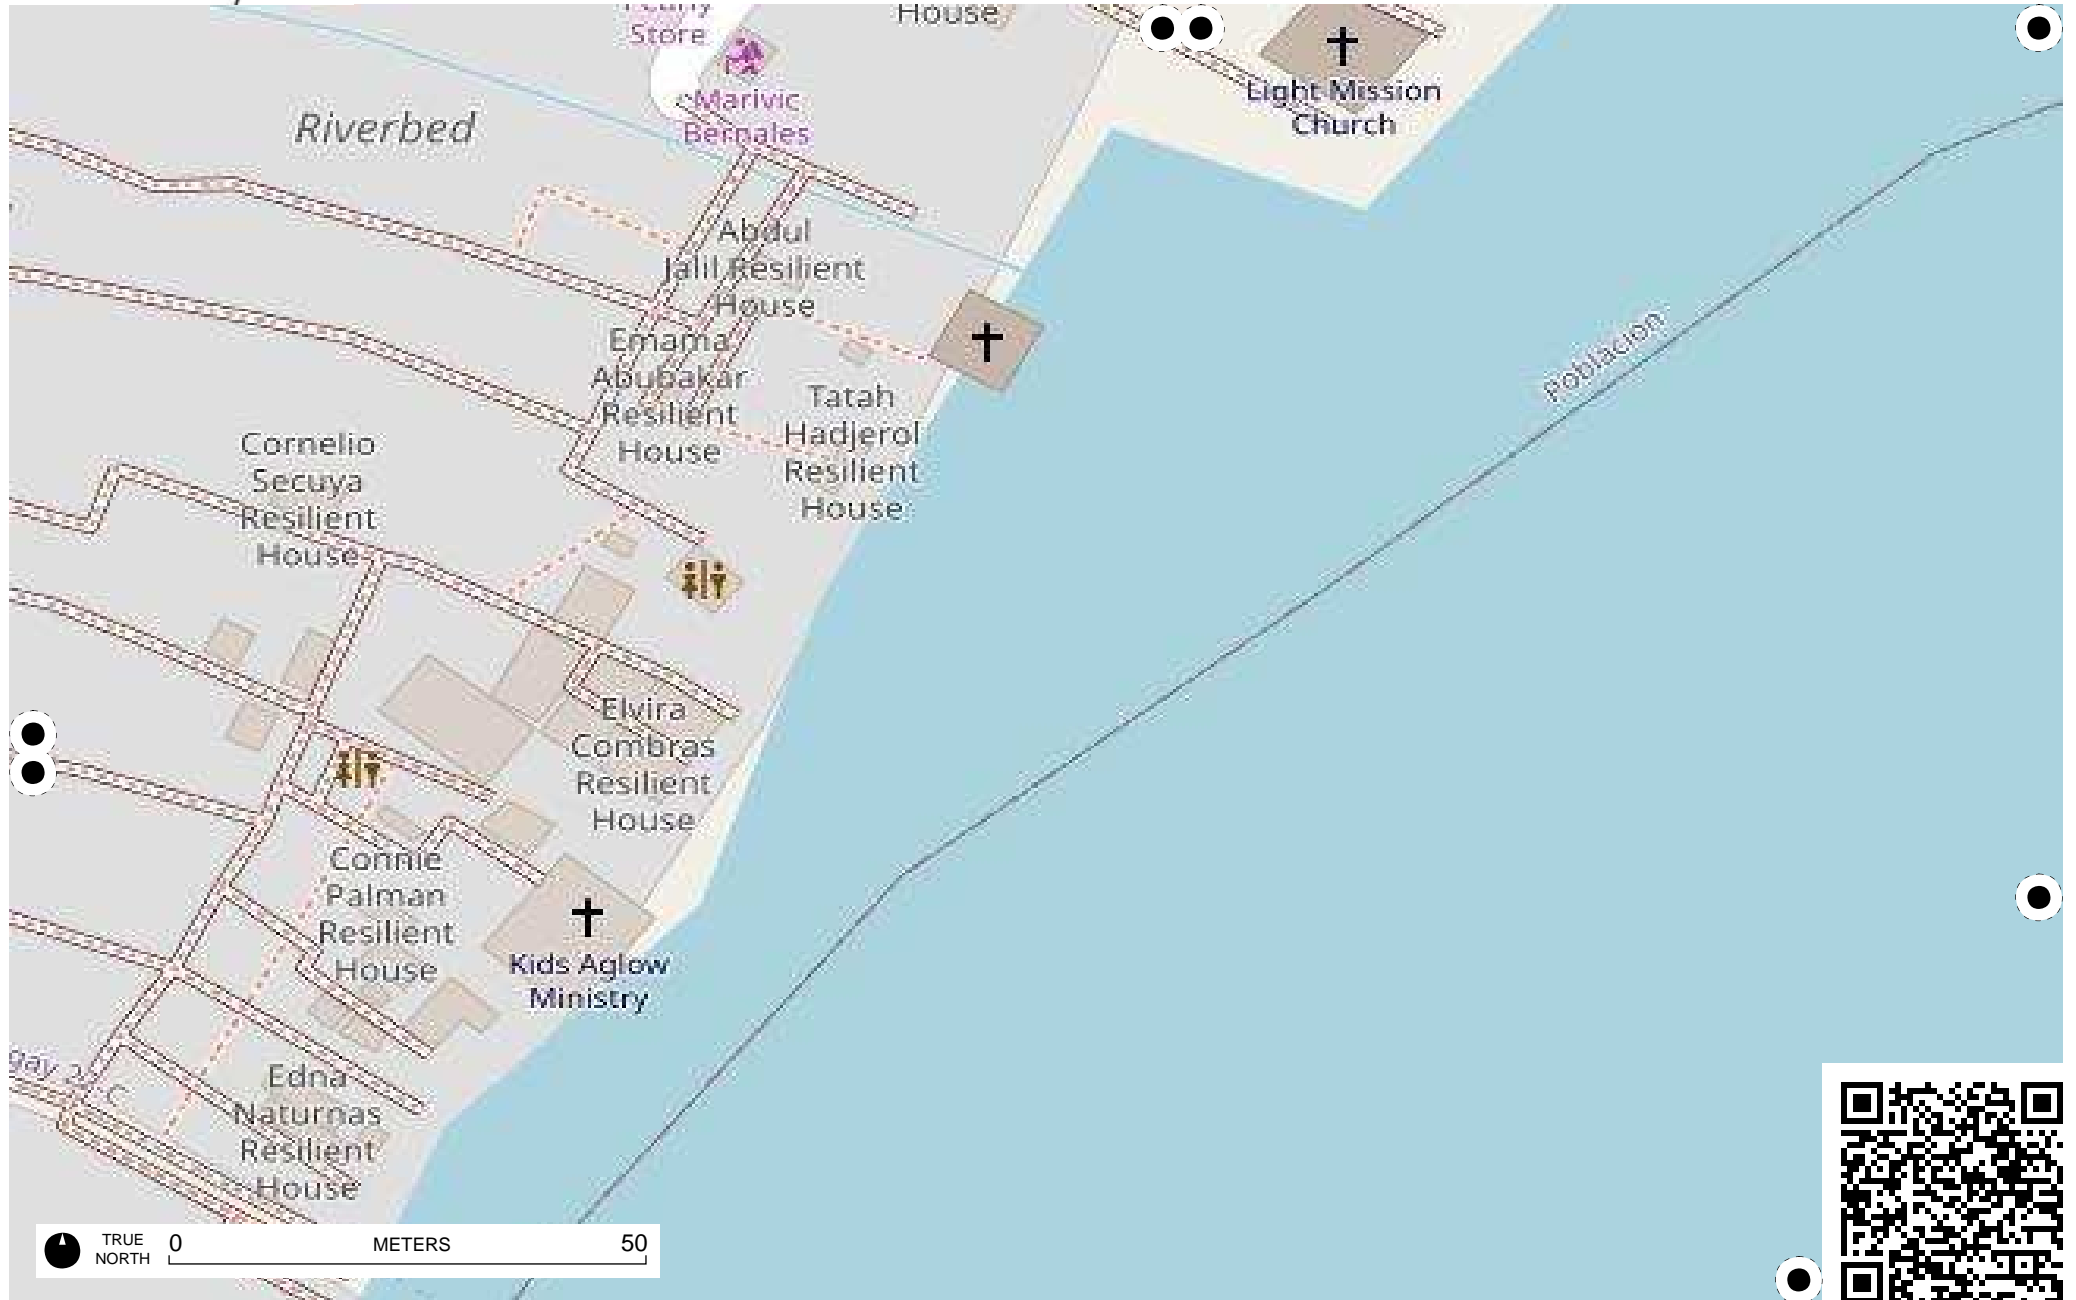 Store
House
Marivic
Bernales
Light Mission
Church
Riverbed
Abdul
Jalil Resilient
House
Emama
Abubakar
Resilient
House
Tatah
Hadjerol
Resilient
House
Poblacion
Cornelio
Secuya
Resilient
House
Elvira
Combras
Resilient
House
Connie
Palman
Resilient
House
Kids Aglow
Ministry
Edna
Naturnas
Resilient
House
TRUE
NORTH
0 METERS 50